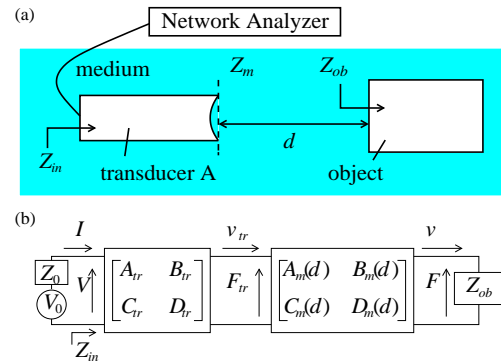 (a)
Network Analyzer
medium
Z_m
Z_ob
Z_in
d
transducer A
object
(b)
I
v_tr
v
Z_0
V
A_tr B_tr
F_tr
A_m(d) B_m(d)
F
Z_ob
V_0
C_tr D_tr
C_m(d) D_m(d)
Z_in